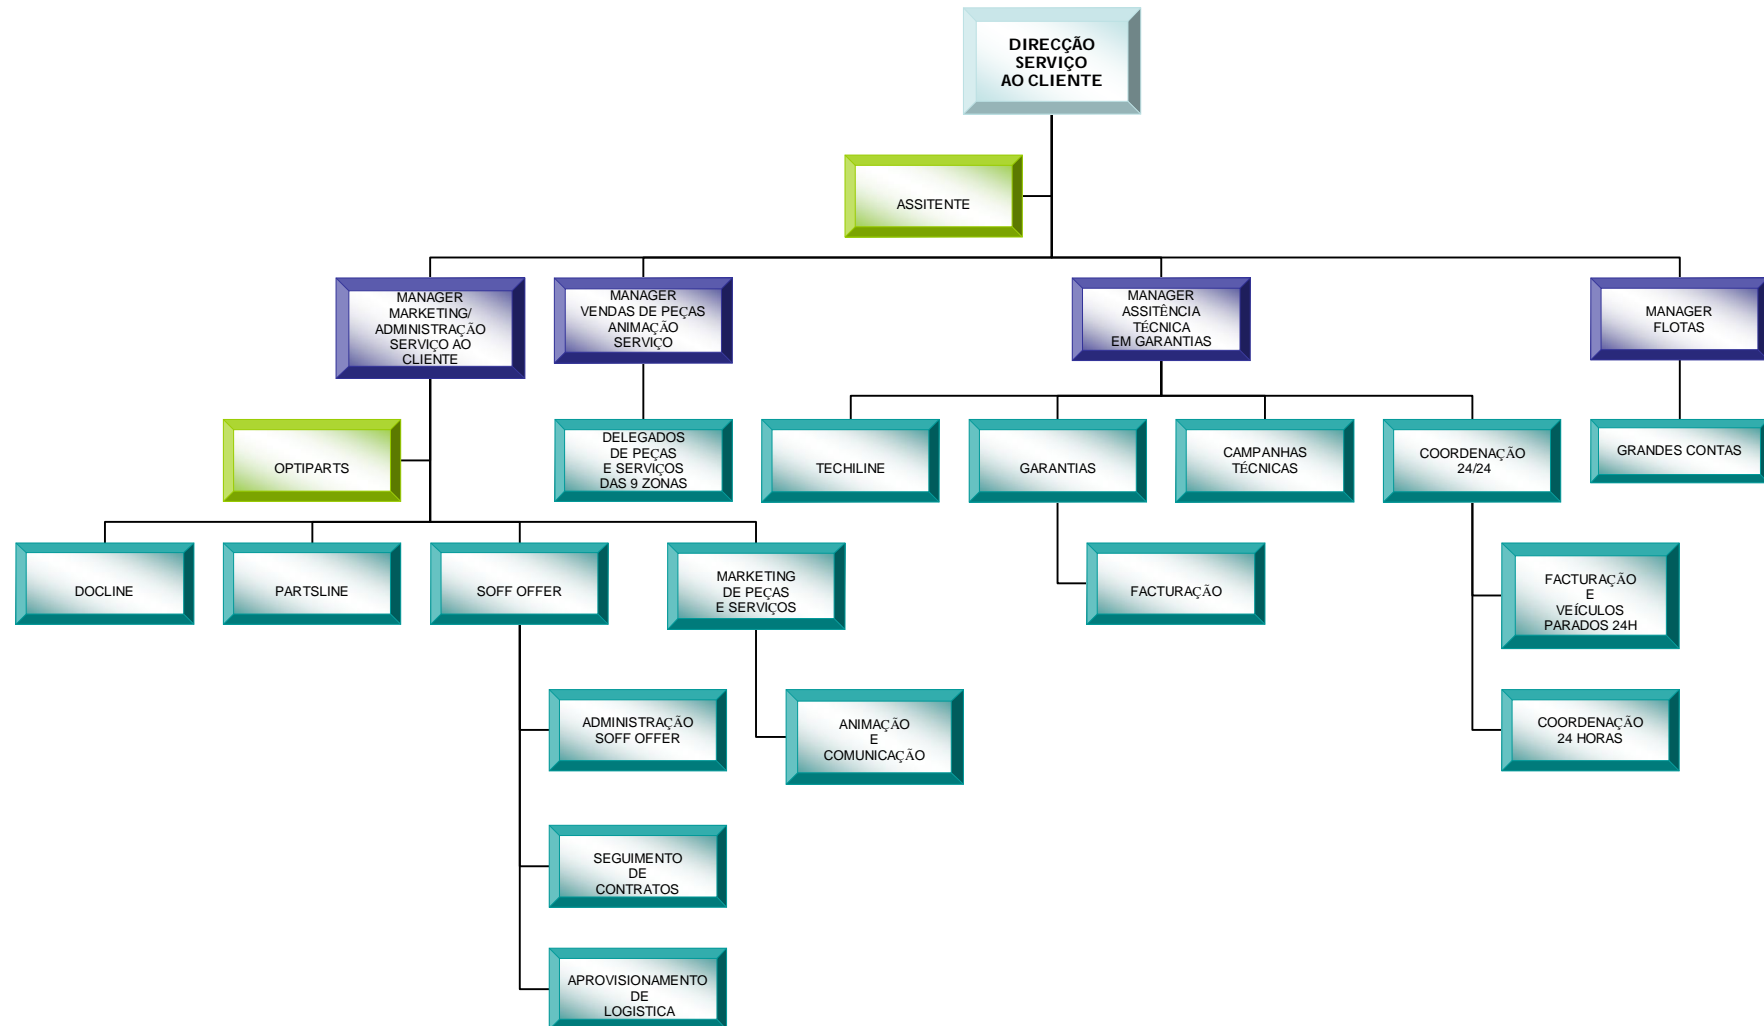 DIRECÇÃO
SERVIÇO
AO CLIENTE
ASSITENTE
MANAGER
MARKETING/
ADMINISTRAÇÃO
SERVIÇO AO
CLIENTE
MANAGER
VENDAS DE PEÇAS
ANIMAÇÃO
SERVIÇO
MANAGER
ASSITÊNCIA
TÉCNICA
EM GARANTIAS
MANAGER
FLOTAS
OPTIPARTS
DELEGADOS
DE PEÇAS
E SERVIÇOS
DAS 9 ZONAS
TECHILINE
GARANTIAS
CAMPANHAS
TÉCNICAS
COORDENAÇÃO
24/24
GRANDES CONTAS
DOCLINE
PARTSLINE
SOFF OFFER
MARKETING
DE PEÇAS
E SERVIÇOS
FACTURAÇÃO
FACTURAÇÃO
E
VEÍCULOS
PARADOS 24H
ADMINISTRAÇÃO
SOFF OFFER
ANIMAÇÃO
E
COMUNICAÇÃO
COORDENAÇÃO
24 HORAS
SEGUIMENTO
DE
CONTRATOS
APROVISIONAMENTO
DE
LOGISTICA